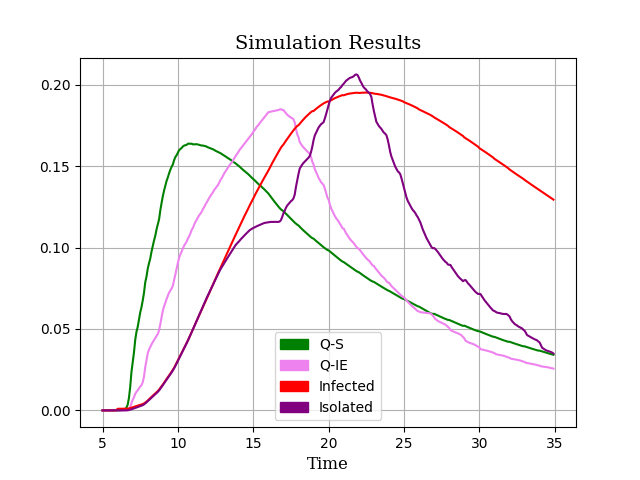 Simulation Results
0.20
0.15
0.10
0.05
0.00
Q-S
Q-IE
Infected
Isolated
5 10 15 20 25 30 35
Time